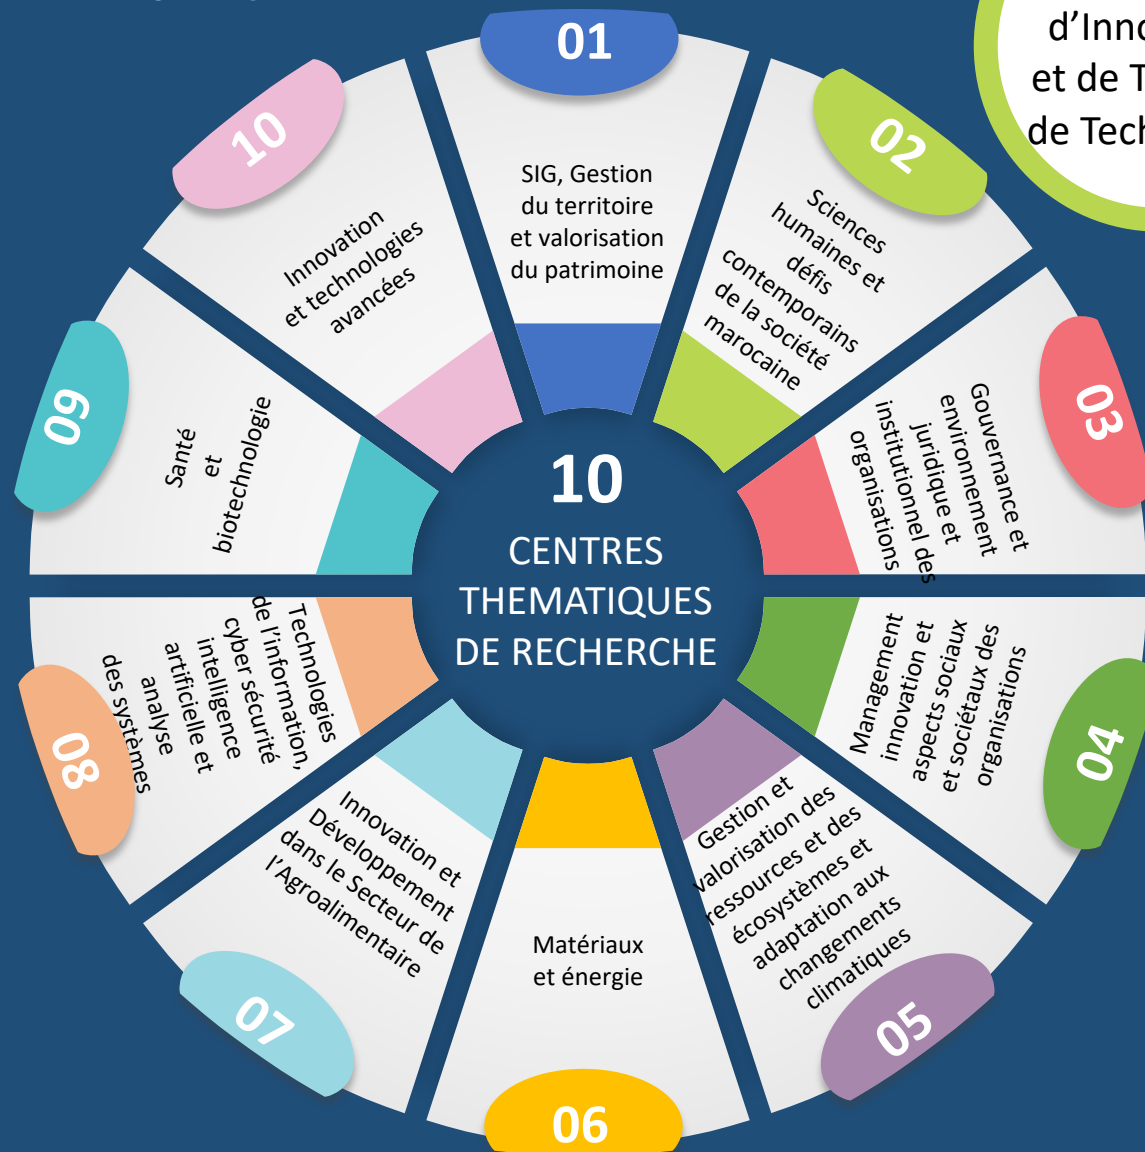 d'Inno
et de T
de Tech
10
CENTRES
THEMATIQUES
DE RECHERCHE
01
SIG, Gestion
du territoire
et valorisation
du patrimoine
02
Sciences
humaines et
défis
contemporains
de la société
marocaine
03
Gouvernance et
environnement
juridique et
institutionnel des
organisations
04
Management
innovation et
aspects sociaux
et sociétaux des
organisations
05
Gestion et
valorisation des
ressources et des
écosystèmes et
adaptation aux
changements
climatiques
06
Matériaux
et énergie
07
Innovation et
Développement
dans le Secteur de
l'Agroalimentaire
08
Technologies
de l'information,
cyber sécurité
intelligence
artificielle et
analyse
des systèmes
09
Santé
et
biotechnologie
10
Innovation
et technologies
avancées